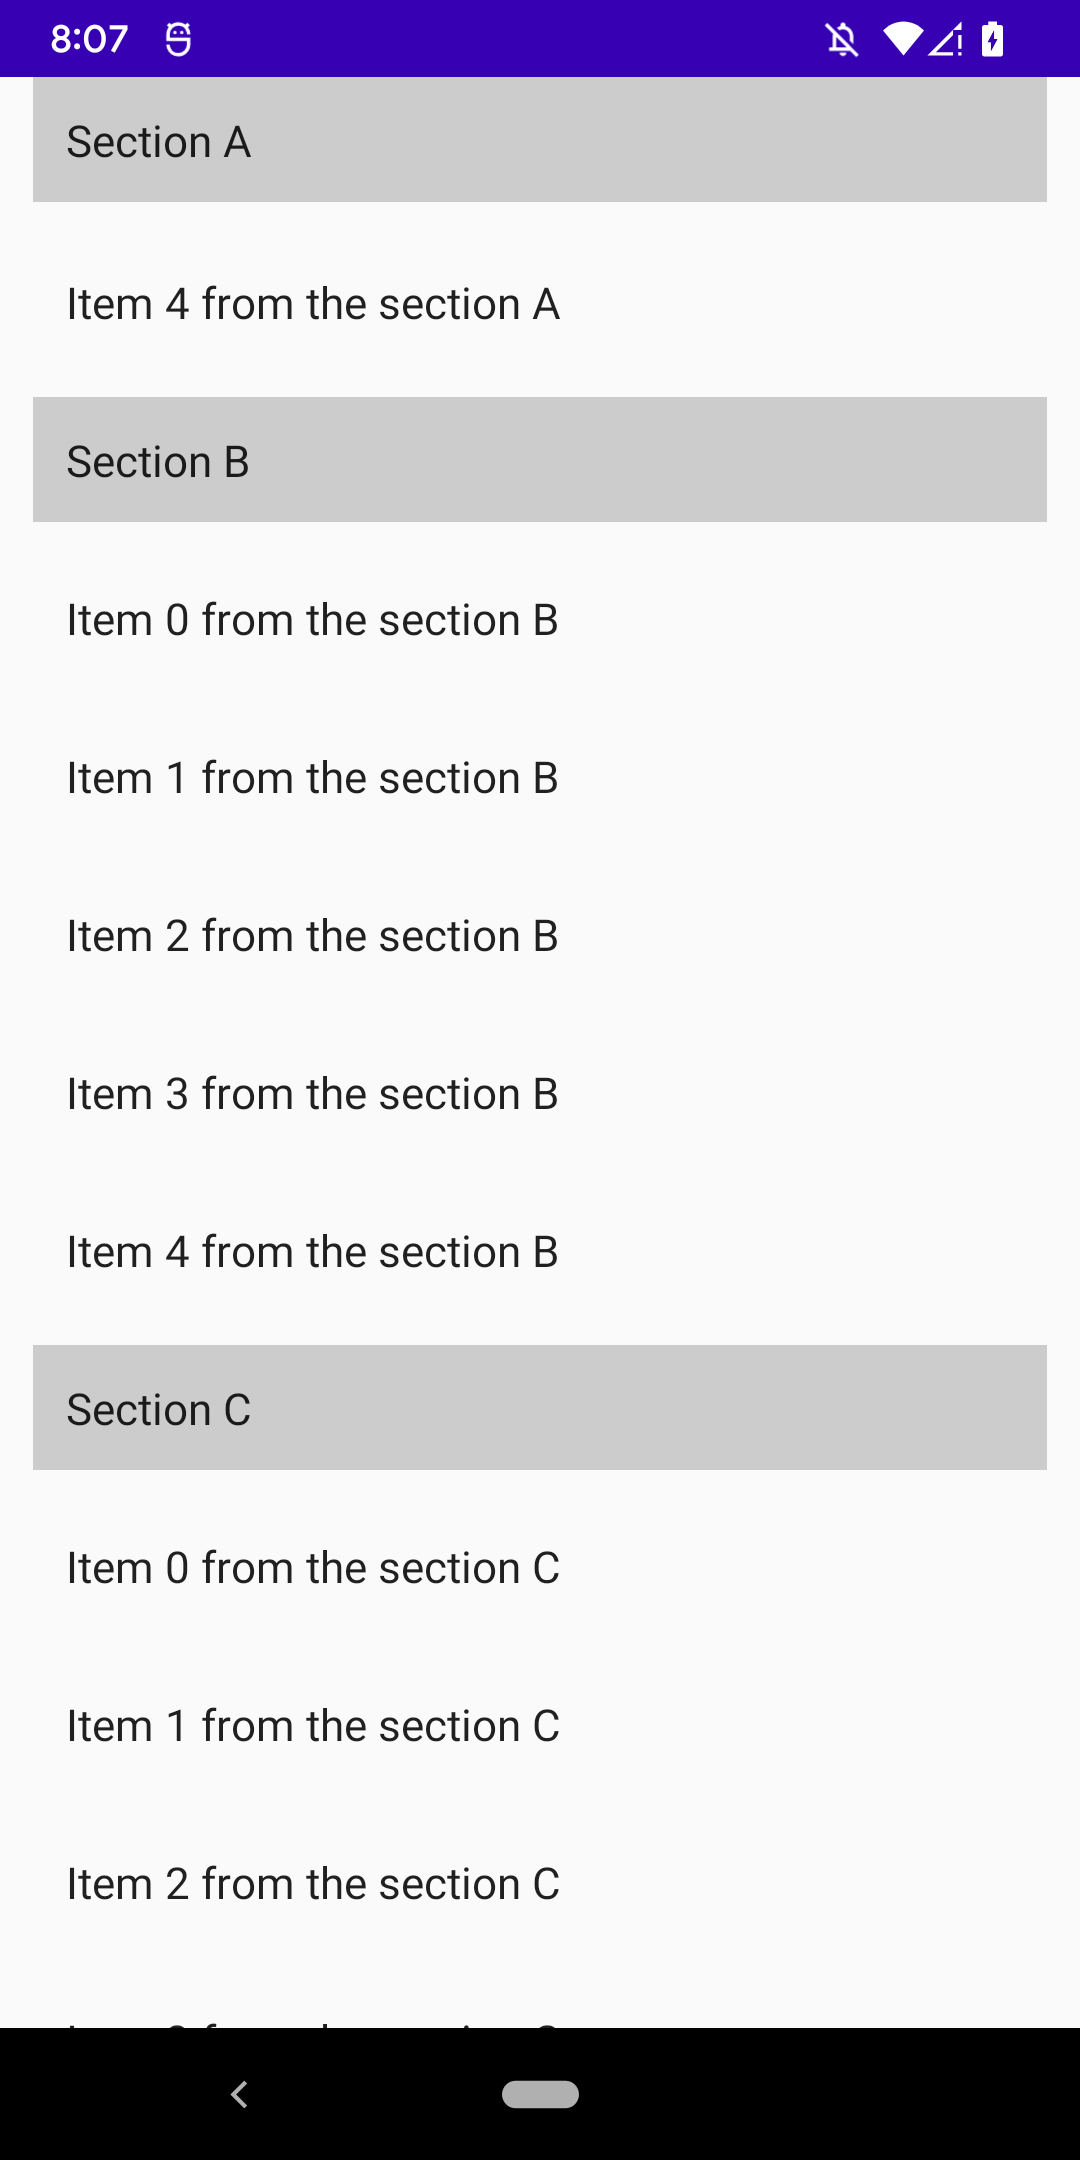 8:07
Section A
Item 4 from the section A
Section B
Item 0 from the section B
Item 1 from the section B
Item 2 from the section B
Item 3 from the section B
Item 4 from the section B
Section C
Item 0 from the section C
Item 1 from the section C
Item 2 from the section C